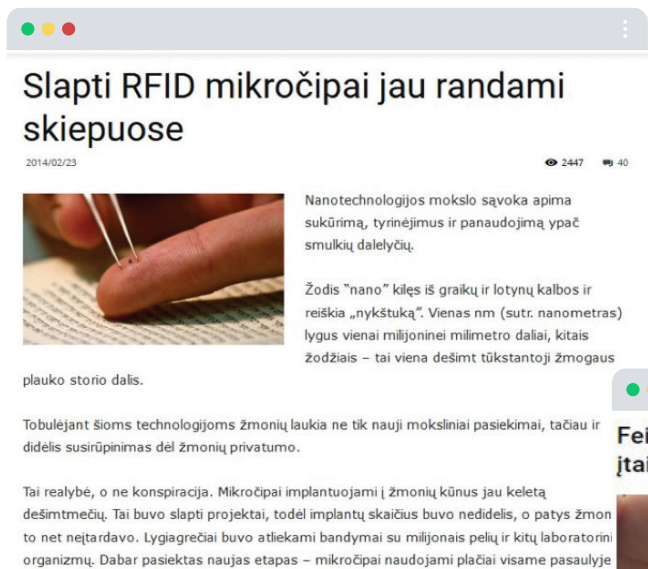 Slapti RFID mikročipai jau randami
skiepuose
2014/02/23
2447 40
Nanotechnologijos mokslo sąvoka apima
sukūrimą, tyrinėjimus ir panaudojimą ypač
smulkių dalelyčių.
Žodis "nano" kilęs iš graikų ir lotynų kalbos ir
reiškia „nykštuką". Vienas nm (sutr. nanometras)
lygus vienai milijoninei milimetro daliai, kitais
žodžiais – tai viena dešimt tūkstantoji žmogaus
plauko storio dalis.
Tobulėjant šioms technologijoms žmonių laukia ne tik nauji moksliniai pasiekimai, tačiau ir
didėlis susirūpinimas dėl žmonių privatumo.
Tai realybė, o ne konspiracija. Mikročipai implantuojami į žmonių kūnus jau keletą
dešimtmečių. Tai buvo slapti projektai, todėl implantų skaičius buvo nedidelis, o patys žmon
to net neįtardavo. Lygiagrečiai buvo atliekami bandymai su milijonais pelių ir kitų laboratorini
organizmų. Dabar pasiektas naujas etapas – mikročipai naudojami plačiai visame pasaulyje
Fei
įtai